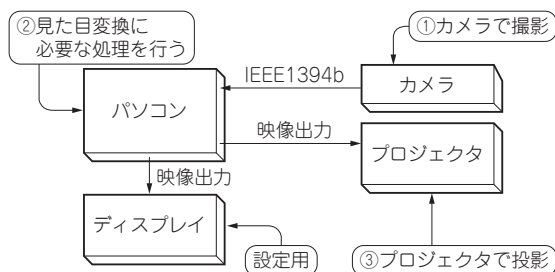 ②見た目変換に
必要な処理を行う
①カメラで撮影
IEEE1394b
パソコン
カメラ
映像出力
プロジェクタ
映像出力
ディスプレイ
設定用
③プロジェクタで投影